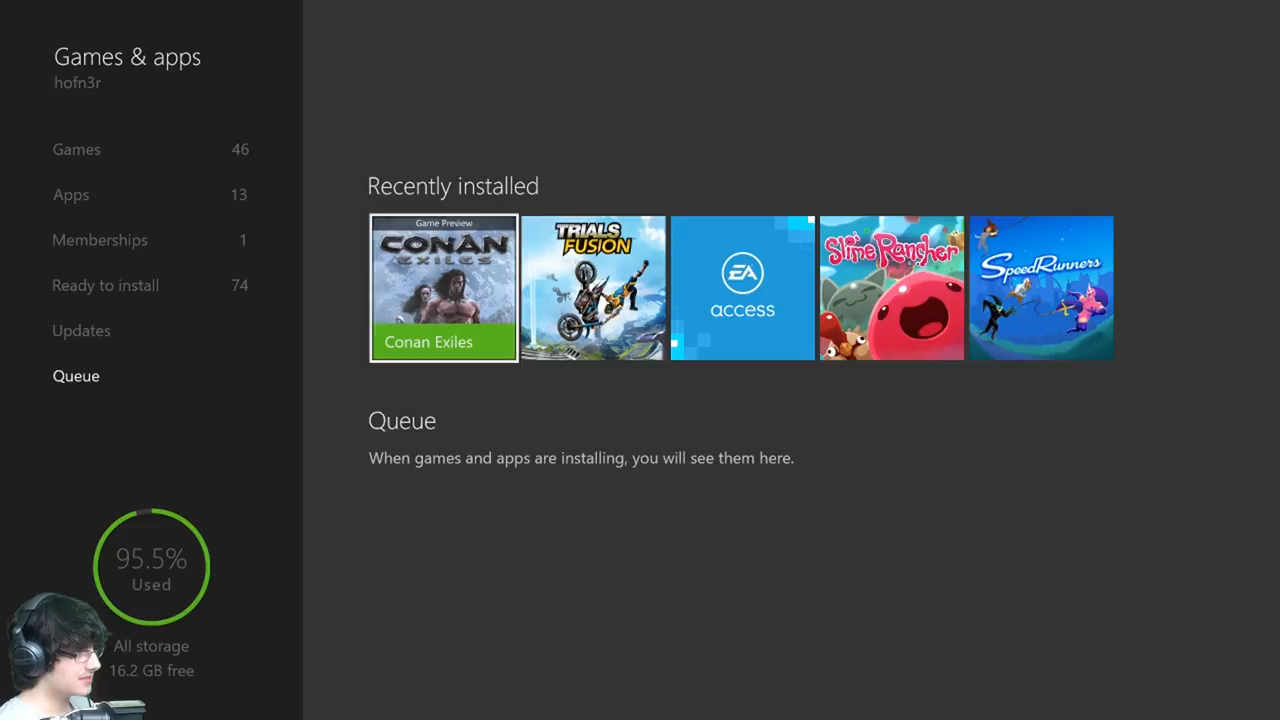 Games & apps
hofn3r
Games 46
Apps 13
Memberships 1
Ready to install 74
Updates
Queue
95.5%
Used
All storage
16.2 GB free
Recently installed
Game Preview
CONAN
EXILES
Conan Exiles
TRIALS
FUSION
EA
access
Slime Rancher
SpeedRunners
Queue
When games and apps are installing, you will see them here.